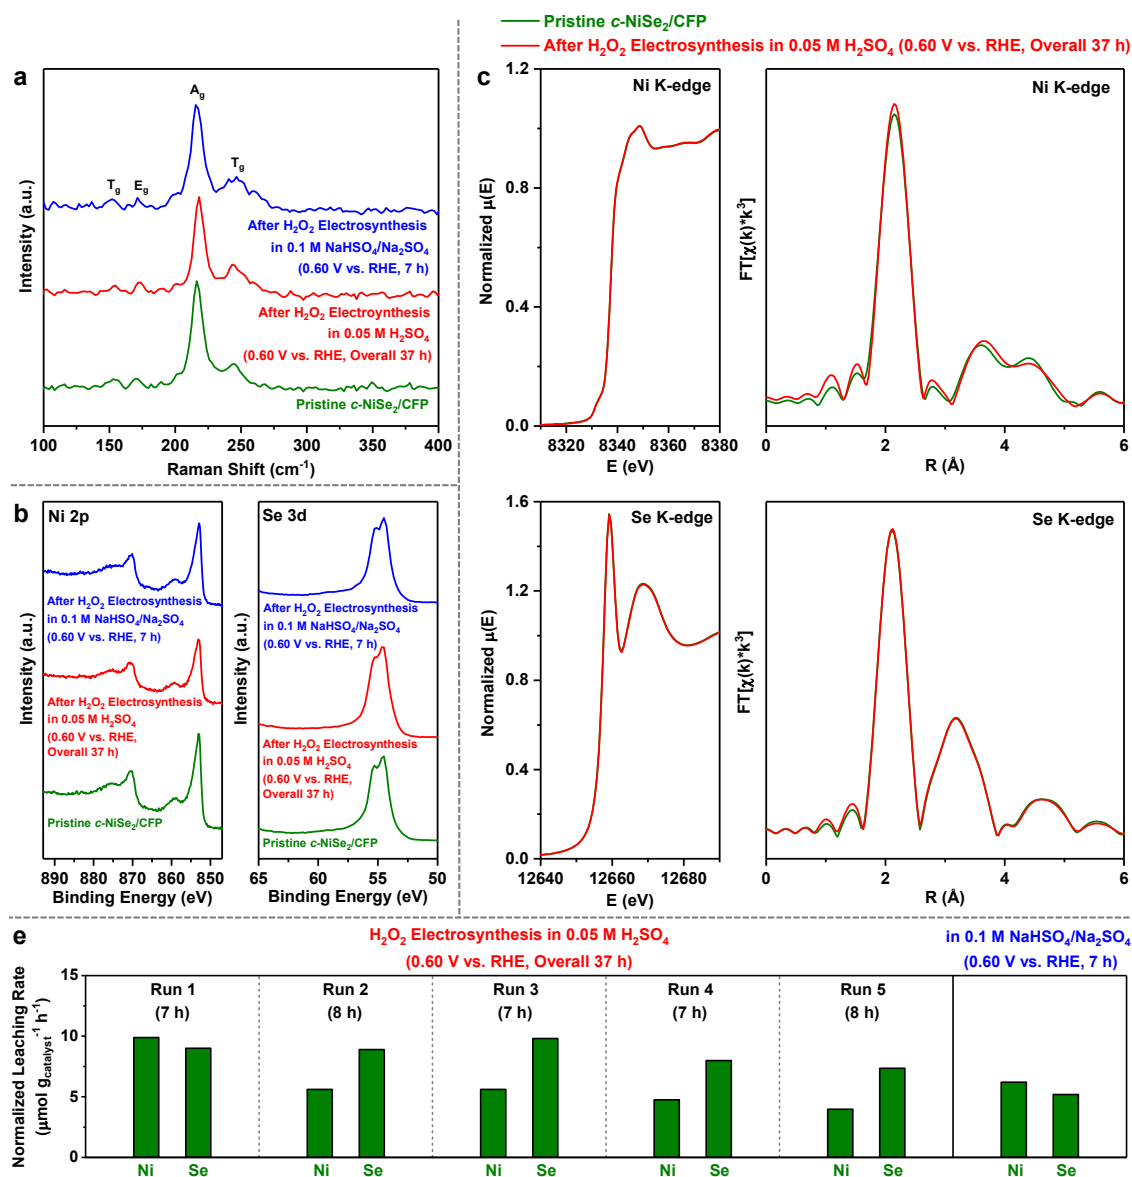 Pristine c-NiSe₂/CFP
After H₂O₂ Electrosynthesis in 0.05 M H₂SO₄ (0.60 V vs. RHE, Overall 37 h)
a
A_g
T_g
E_g
T_g
After H₂O₂ Electrosynthesis
in 0.1 M NaHSO₄/Na₂SO₄
(0.60 V vs. RHE, 7 h)
After H₂O₂ Electroynthesis
in 0.05 M H₂SO₄
(0.60 V vs. RHE, Overall 37 h)
Pristine c-NiSe₂/CFP
Intensity (a.u.)
100 150 200 250 300 350 400
Raman Shift (cm⁻¹)
b
Ni 2p
After H₂O₂ Electrosynthesis
in 0.1 M NaHSO₄/Na₂SO₄
(0.60 V vs. RHE, 7 h)
After H₂O₂ Electrosynthesis
in 0.05 M H₂SO₄
(0.60 V vs. RHE,
Overall 37 h)
Pristine c-NiSe₂/CFP
Intensity (a.u.)
890 880 870 860 850
Binding Energy (eV)
Se 3d
After H₂O₂ Electrosynthesis
in 0.1 M NaHSO₄/Na₂SO₄
(0.60 V vs. RHE, 7 h)
After H₂O₂ Electrosynthesis
in 0.05 M H₂SO₄
(0.60 V vs. RHE,
Overall 37 h)
Pristine c-NiSe₂/CFP
Intensity (a.u.)
65 60 55 50
Binding Energy (eV)
c
Ni K-edge
Normalized μ(E)
1.2
0.8
0.4
0.0
8320 8340 8360 8380
E (eV)
Ni K-edge
FT[χ(k)*k³]
0 2 4 6
R (Å)
Se K-edge
Normalized μ(E)
1.6
1.2
0.8
0.4
0.0
12640 12660 12680
E (eV)
Se K-edge
FT[χ(k)*k³]
0 2 4 6
R (Å)
e
H₂O₂ Electrosynthesis in 0.05 M H₂SO₄
(0.60 V vs. RHE, Overall 37 h)
in 0.1 M NaHSO₄/Na₂SO₄
(0.60 V vs. RHE, 7 h)
Normalized Leaching Rate
(μmol g_catalyst⁻¹ h⁻¹)
15
10
5
0
Run 1
(7 h)
Run 2
(8 h)
Run 3
(7 h)
Run 4
(7 h)
Run 5
(8 h)
Ni Se Ni Se Ni Se Ni Se Ni Se Ni Se